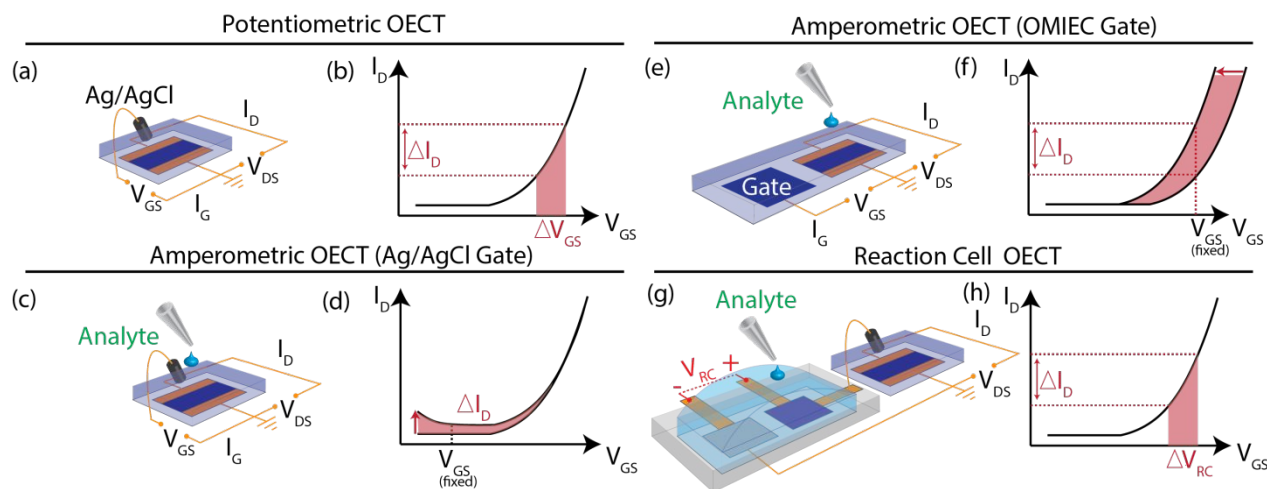 Potentiometric OECT
(a)
Ag/AgCl
I_D
V_DS
V_GS
I_G
(b)
I_D
ΔI_D
ΔV_GS
V_GS
Amperometric OECT (Ag/AgCl Gate)
(c)
Analyte
I_D
V_DS
V_GS
I_G
(d)
I_D
ΔI_D
V_GS
(fixed)
V_GS
Amperometric OECT (OMIEC Gate)
(e)
Analyte
I_D
Gate
V_DS
V_GS
I_G
(f)
I_D
ΔI_D
V_GS
(fixed)
V_GS
Reaction Cell OECT
(g)
Analyte
I_D
- V_RC +
V_DS
(h)
I_D
ΔI_D
ΔV_RC
V_GS